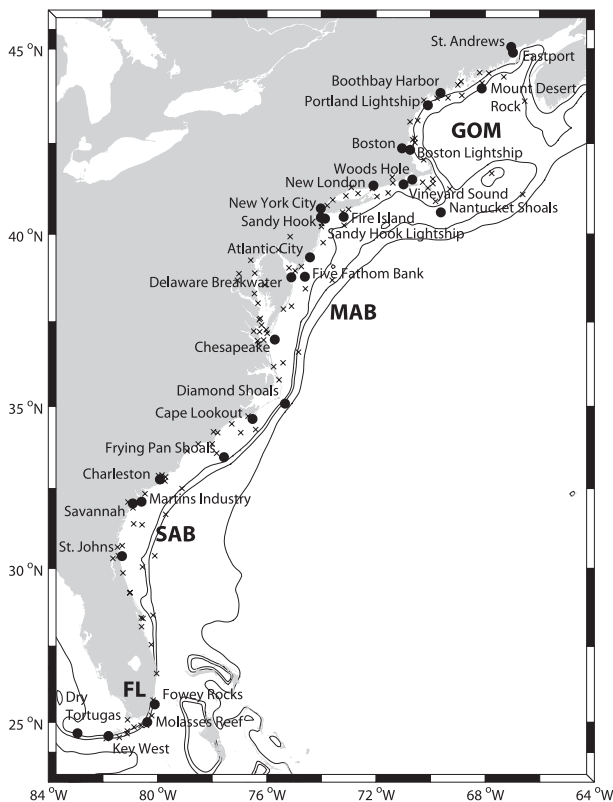 45 °N
St. Andrews
Eastport
Boothbay Harbor
Mount Desert
Rock
Portland Lightship
GOM
Boston
Boston Lightship
Woods Hole
New London
Vineyard Sound
New York City
Nantucket Shoals
Sandy Hook
Fire Island
Sandy Hook Lightship
40 °N
Atlantic City
Five Fathom Bank
Delaware Breakwater
MAB
Chesapeake
Diamond Shoals
35 °N
Cape Lookout
Frying Pan Shoals
Charleston
Martins Industry
Savannah
SAB
St. Johns
30 °N
FL
Fowey Rocks
Dry
Tortugas
Molasses Reef
25 °N
Key West
84 °W
80 °W
76 °W
72 °W
68 °W
64 °W